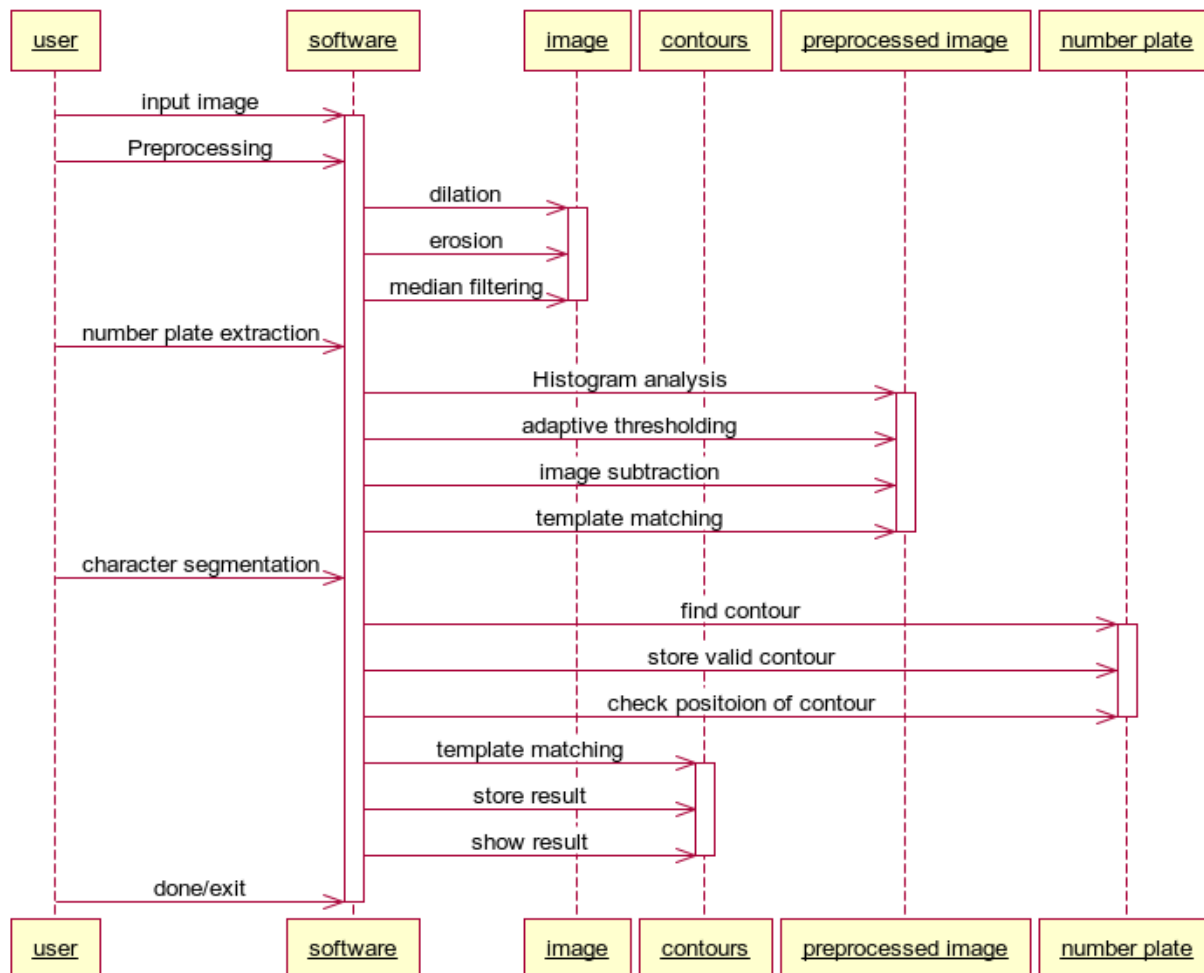 user software image contours preprocessed image number plate
input image
Preprocessing
dilation
erosion
median filtering
number plate extraction
Histogram analysis
adaptive thresholding
image subtraction
template matching
character segmentation
find contour
store valid contour
check positoion of contour
template matching
store result
show result
done/exit
user software image contours preprocessed image number plate